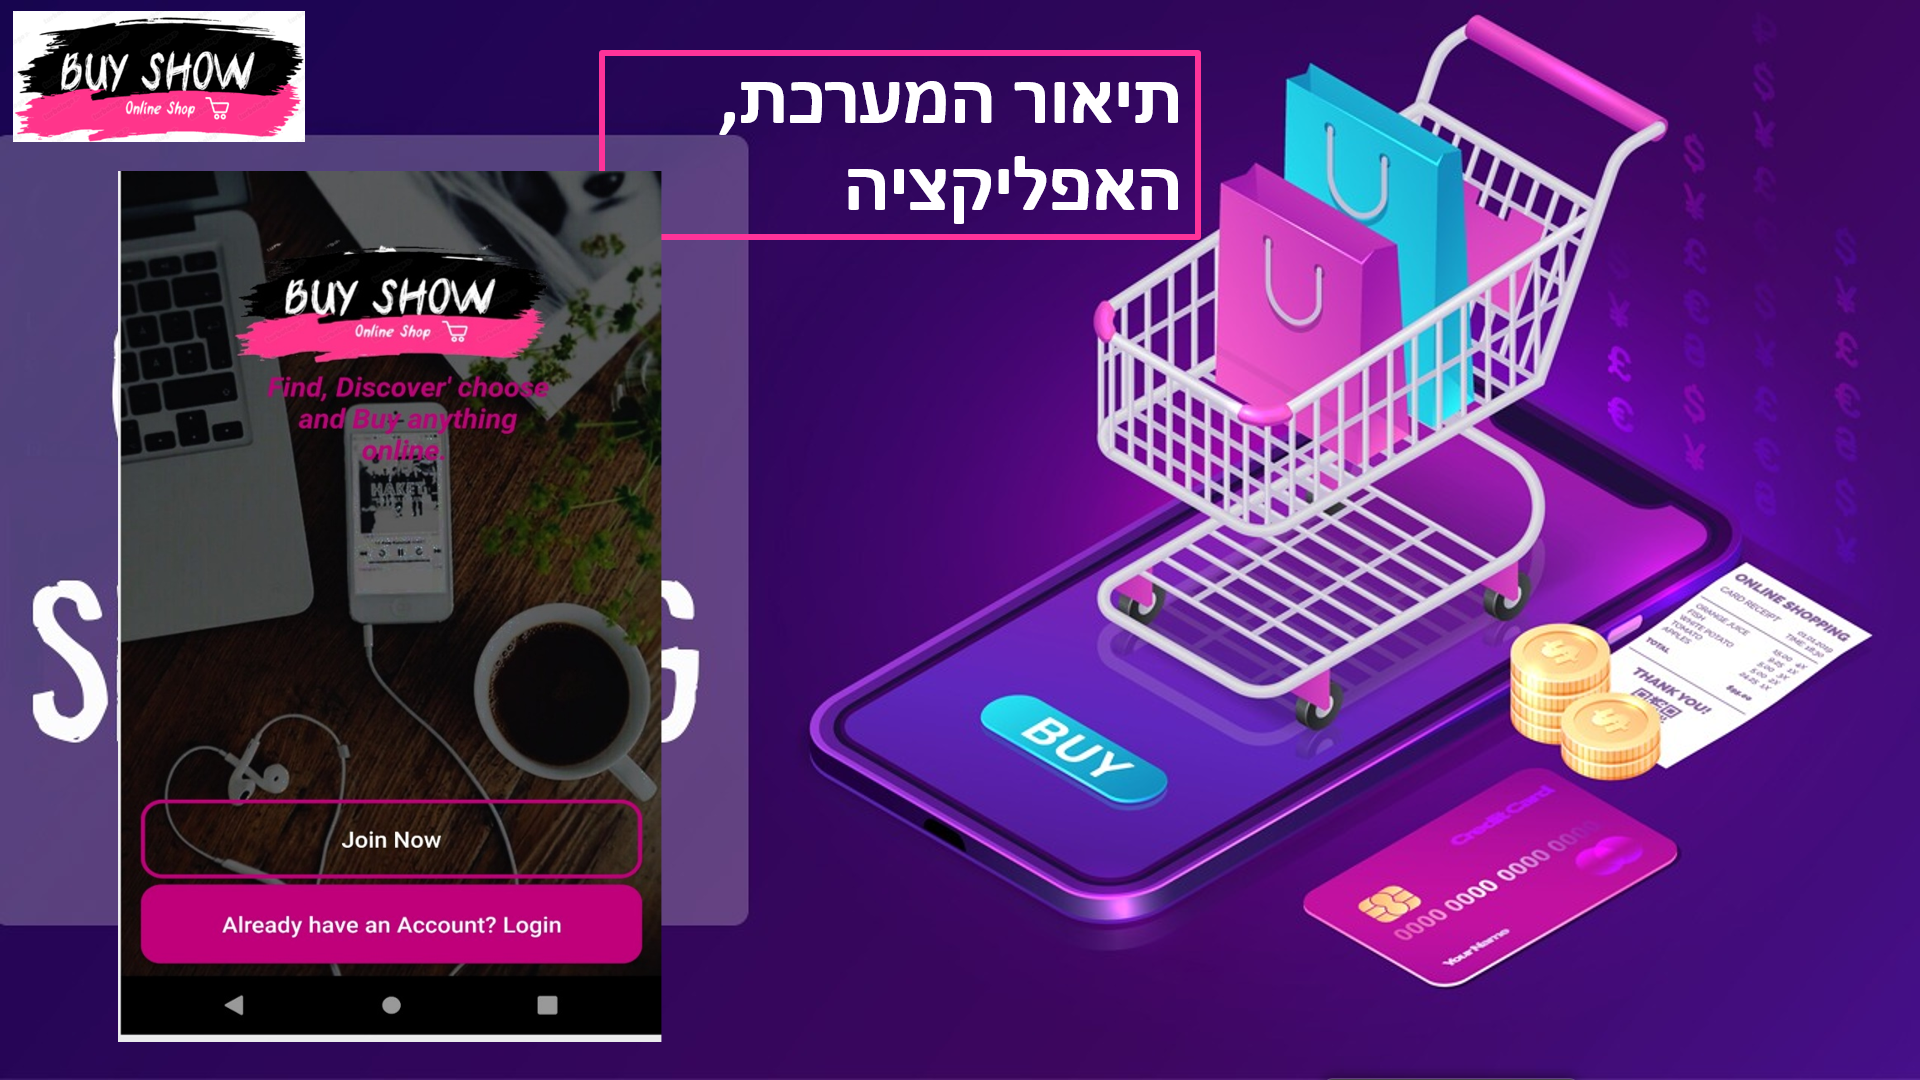 BUY SHOW
Online Shop
תיאור המערכת,
האפליקציה
BUY SHOW
Online Shop
Find, Discover' choose
and Buy anything
online.
Join Now
Already have an Account? Login
BUY
ONLINE SHOPPING
CARD RECEIPT
ORANGE JUICE
FISH
WHITE POTATO
TOMATO
APPLES
TOTAL
THANK YOU!
Credit Card
0000 0000 0000 0000
Your Name